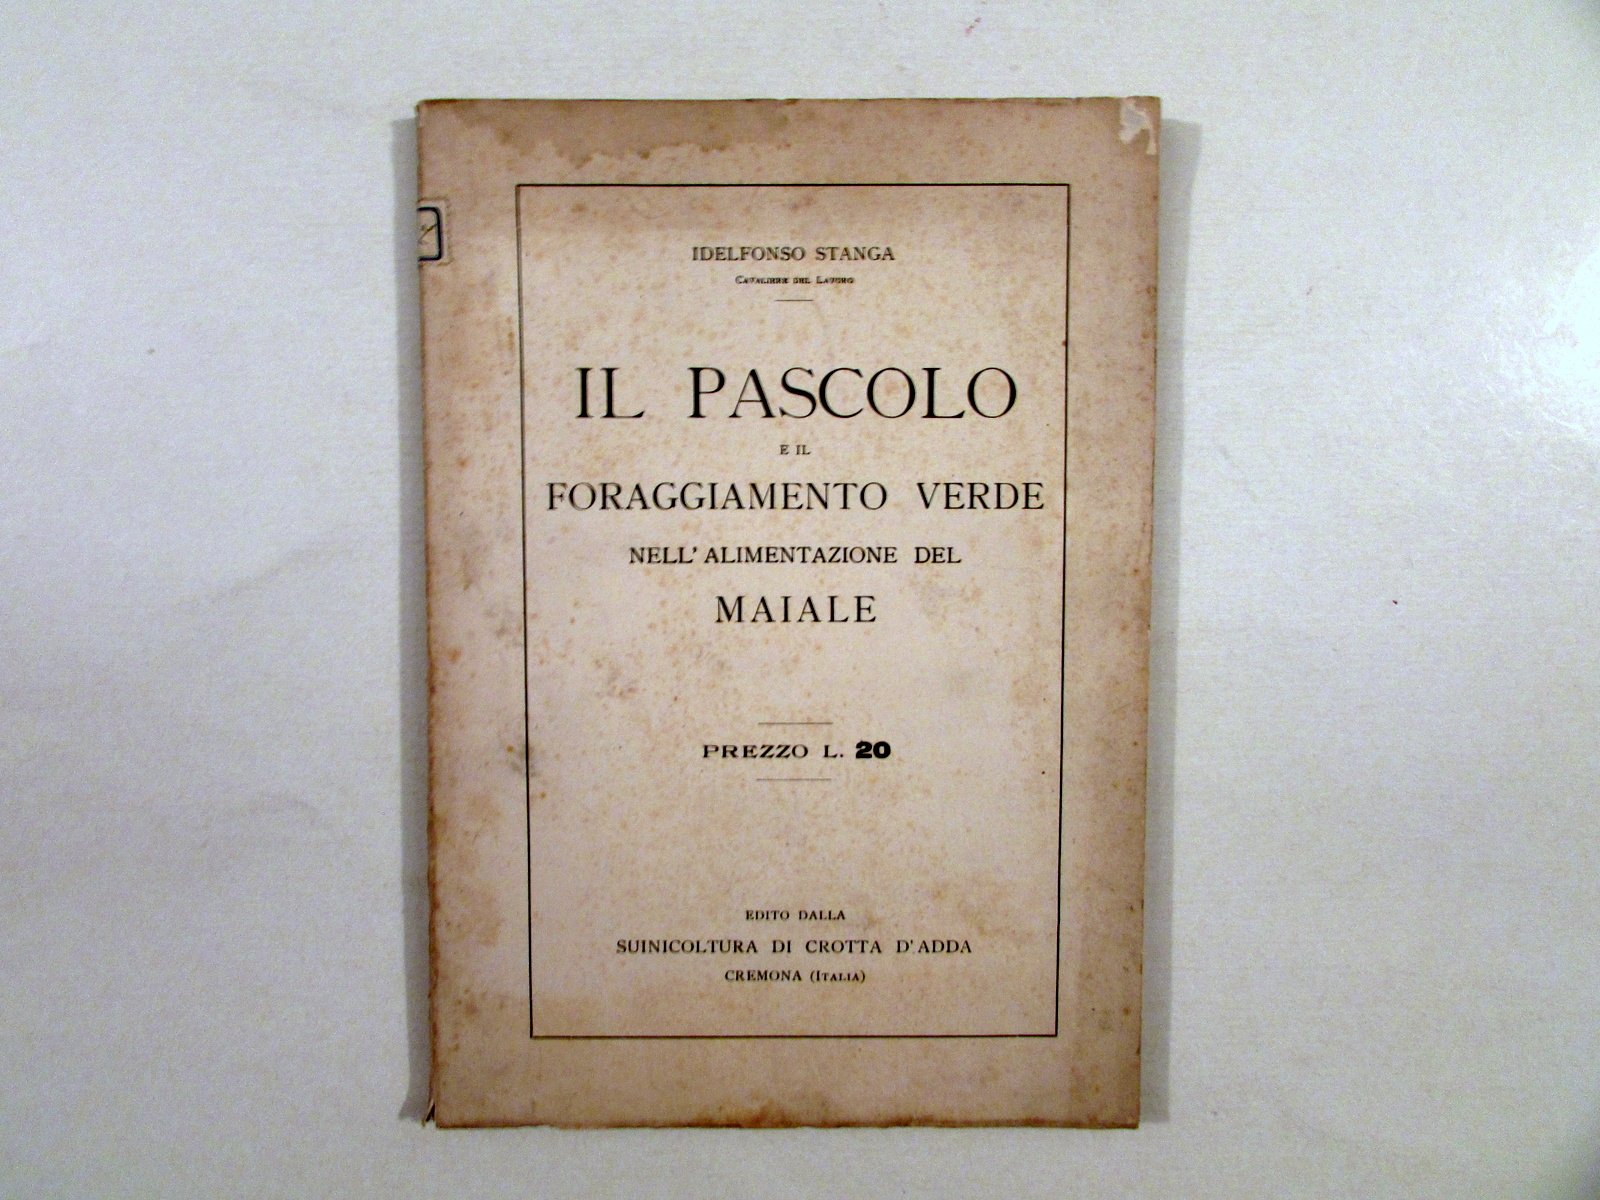 IDELFONSO STANGA
CAVALIERE DEL LAVORO
IL PASCOLO
E IL
FORAGGIAMENTO VERDE
NELL' ALIMENTAZIONE DEL
MAIALE
PREZZO L. 20
EDITO DALLA
SUINICOLTURA DI CROTTA D'ADDA
CREMONA (ITALIA)